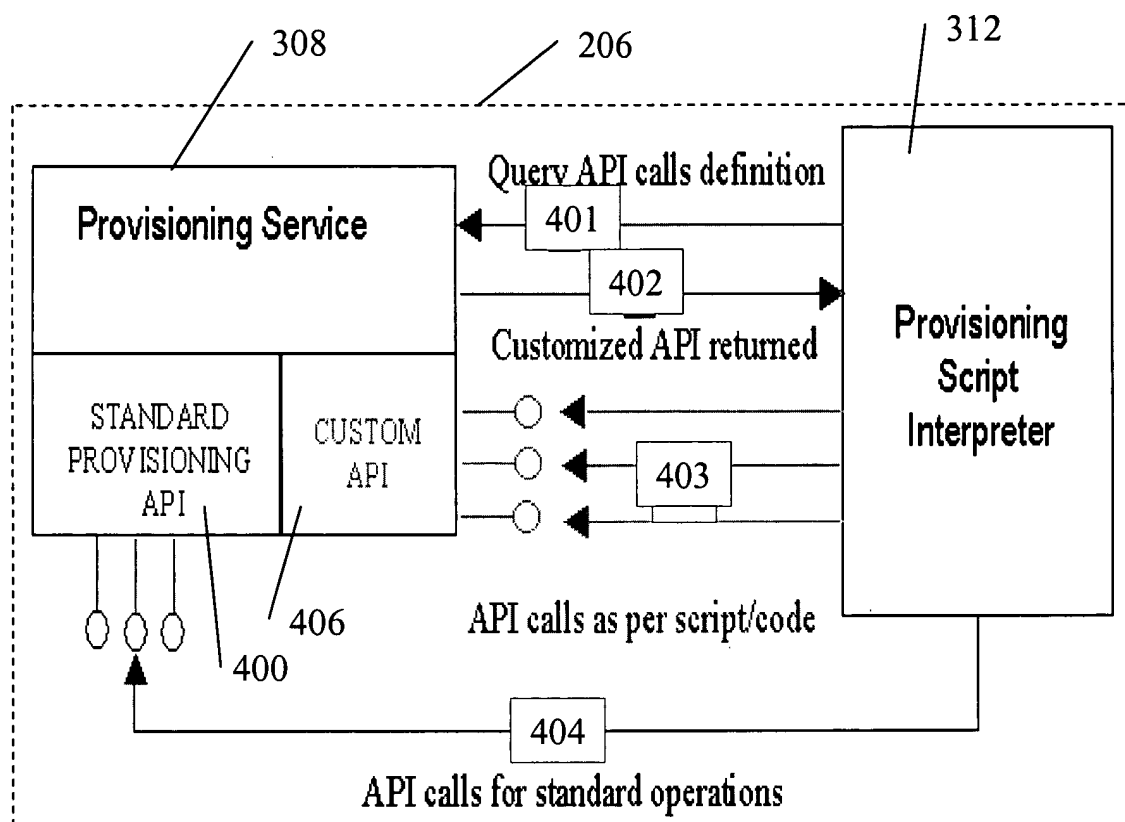 308
206
312
Query API calls definition
401
Provisioning Service
402
Customized API returned
Provisioning
Script
Interpreter
STANDARD
PROVISIONING
API
CUSTOM
API
403
406
400
API calls as per script/code
404
API calls for standard operations